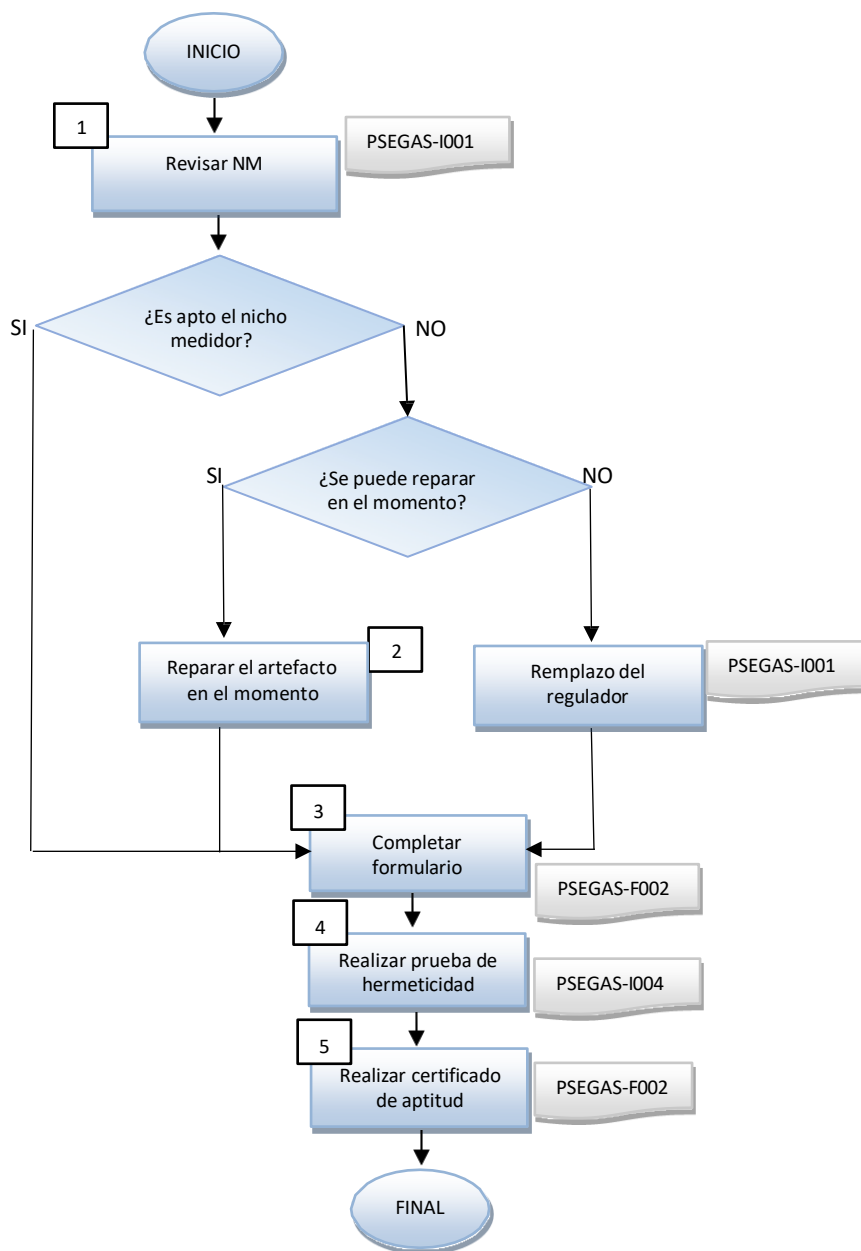 INICIO
1
PSEGAS-I001
Revisar NM
¿Es apto el nicho
medidor?
SI
NO
¿Se puede reparar
en el momento?
SI
NO
2
Reparar el artefacto
en el momento
Remplazo del
regulador
PSEGAS-I001
3
Completar
formulario
PSEGAS-F002
4
Realizar prueba de
hermeticidad
PSEGAS-I004
5
Realizar certificado
de aptitud
PSEGAS-F002
FINAL